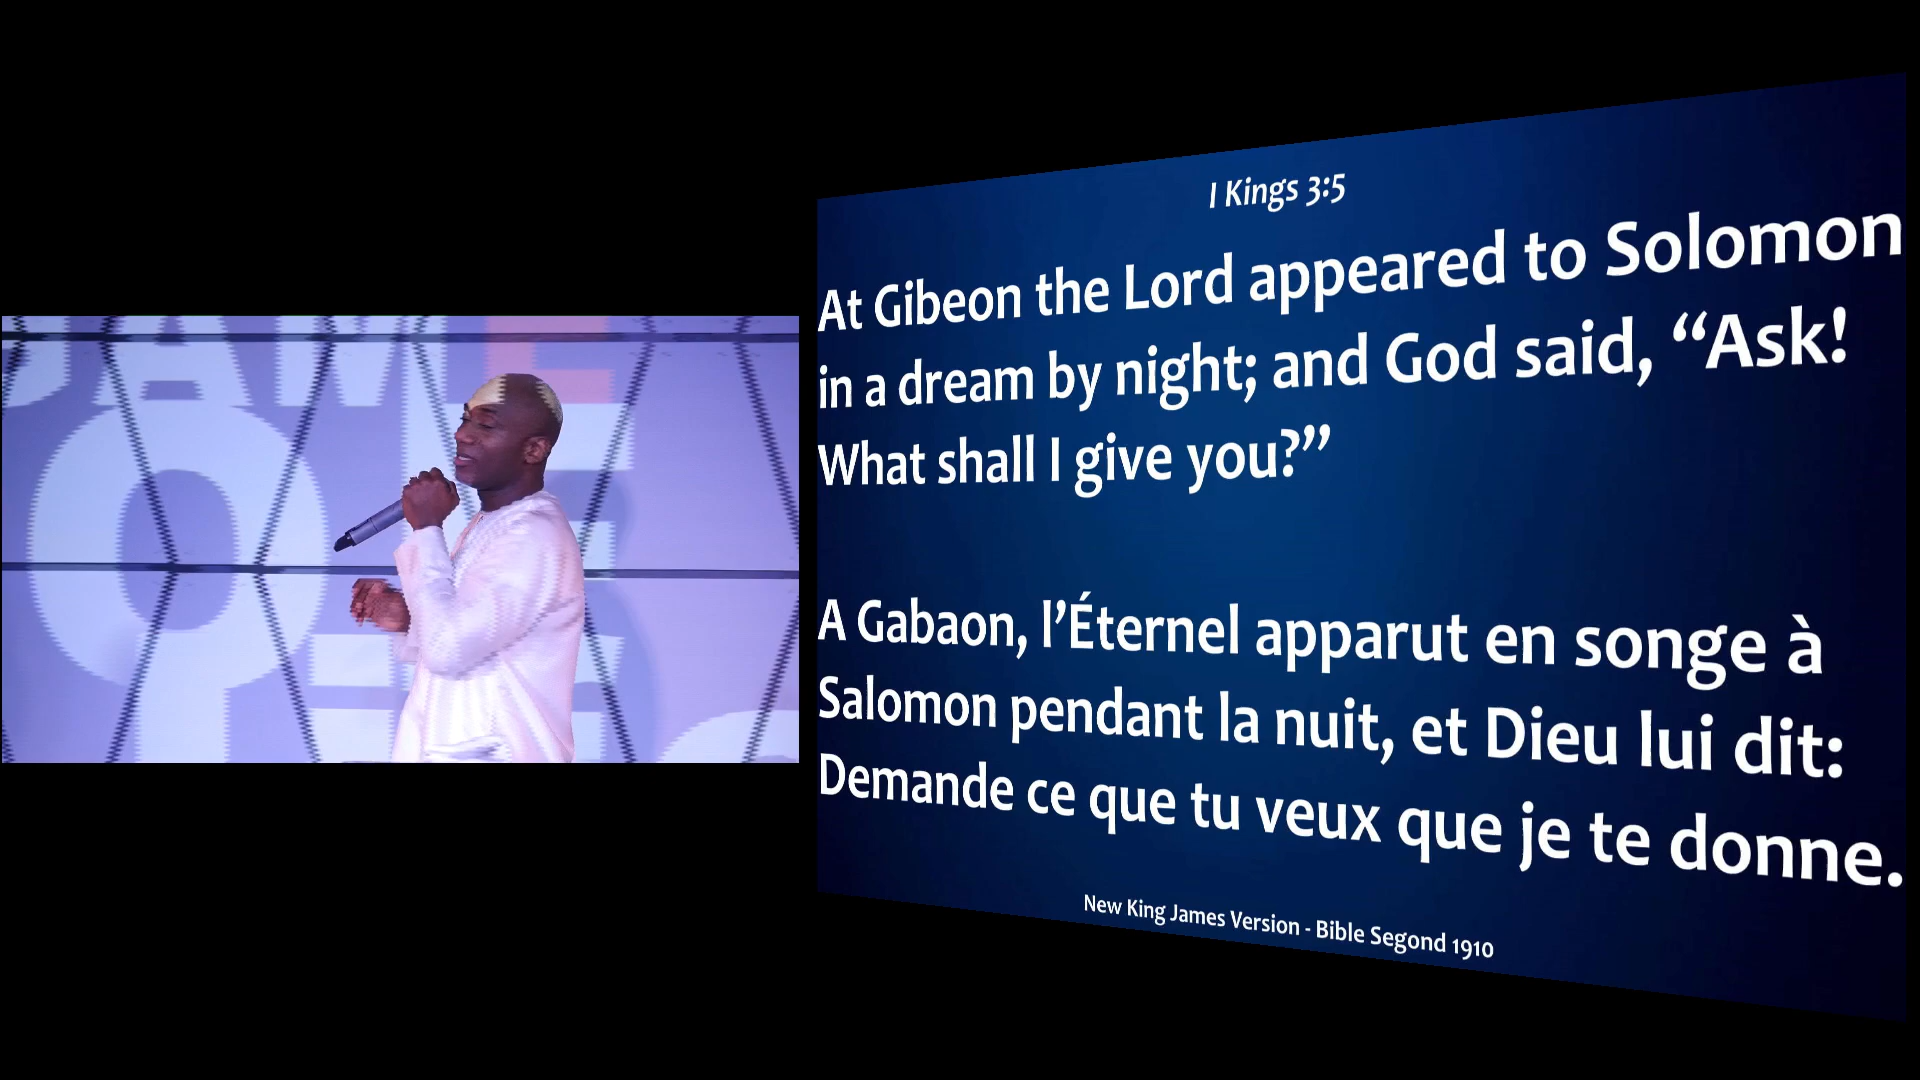 I Kings 3:5
At Gibeon the Lord appeared to Solomon
in a dream by night; and God said, “Ask!
What shall I give you?”
A Gabaon, l’Éternel apparut en songe à
Salomon pendant la nuit, et Dieu lui dit:
Demande ce que tu veux que je te donne.
New King James Version - Bible Segond 1910